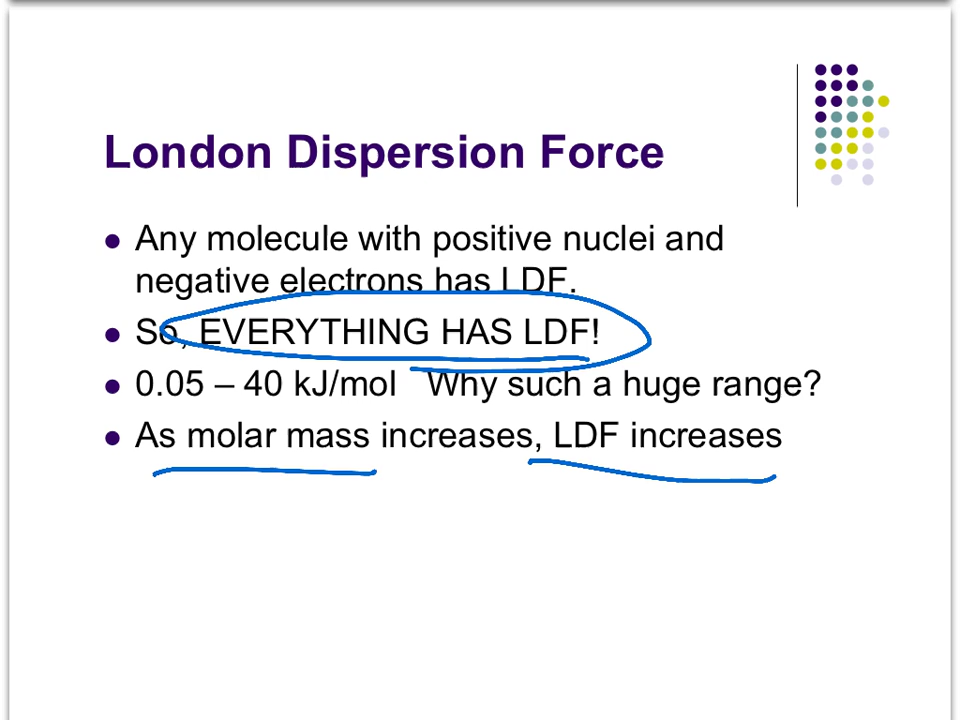 London Dispersion Force
Any molecule with positive nuclei and
negative electrons has LDF.
So, EVERYTHING HAS LDF!
0.05 – 40 kJ/mol Why such a huge range?
As molar mass increases, LDF increases